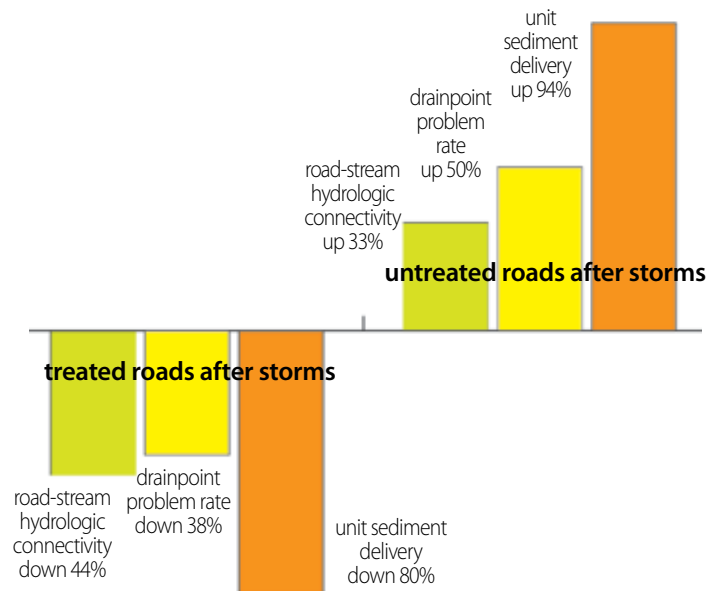 unit
sediment
delivery
up 94%
drainpoint
problem
rate
up 50%
road-stream
hydrologic
connectivity
up 33%
untreated roads after storms
treated roads after storms
road-stream
hydrologic
connectivity
down 44%
drainpoint
problem rate
down 38%
unit sediment
delivery
down 80%